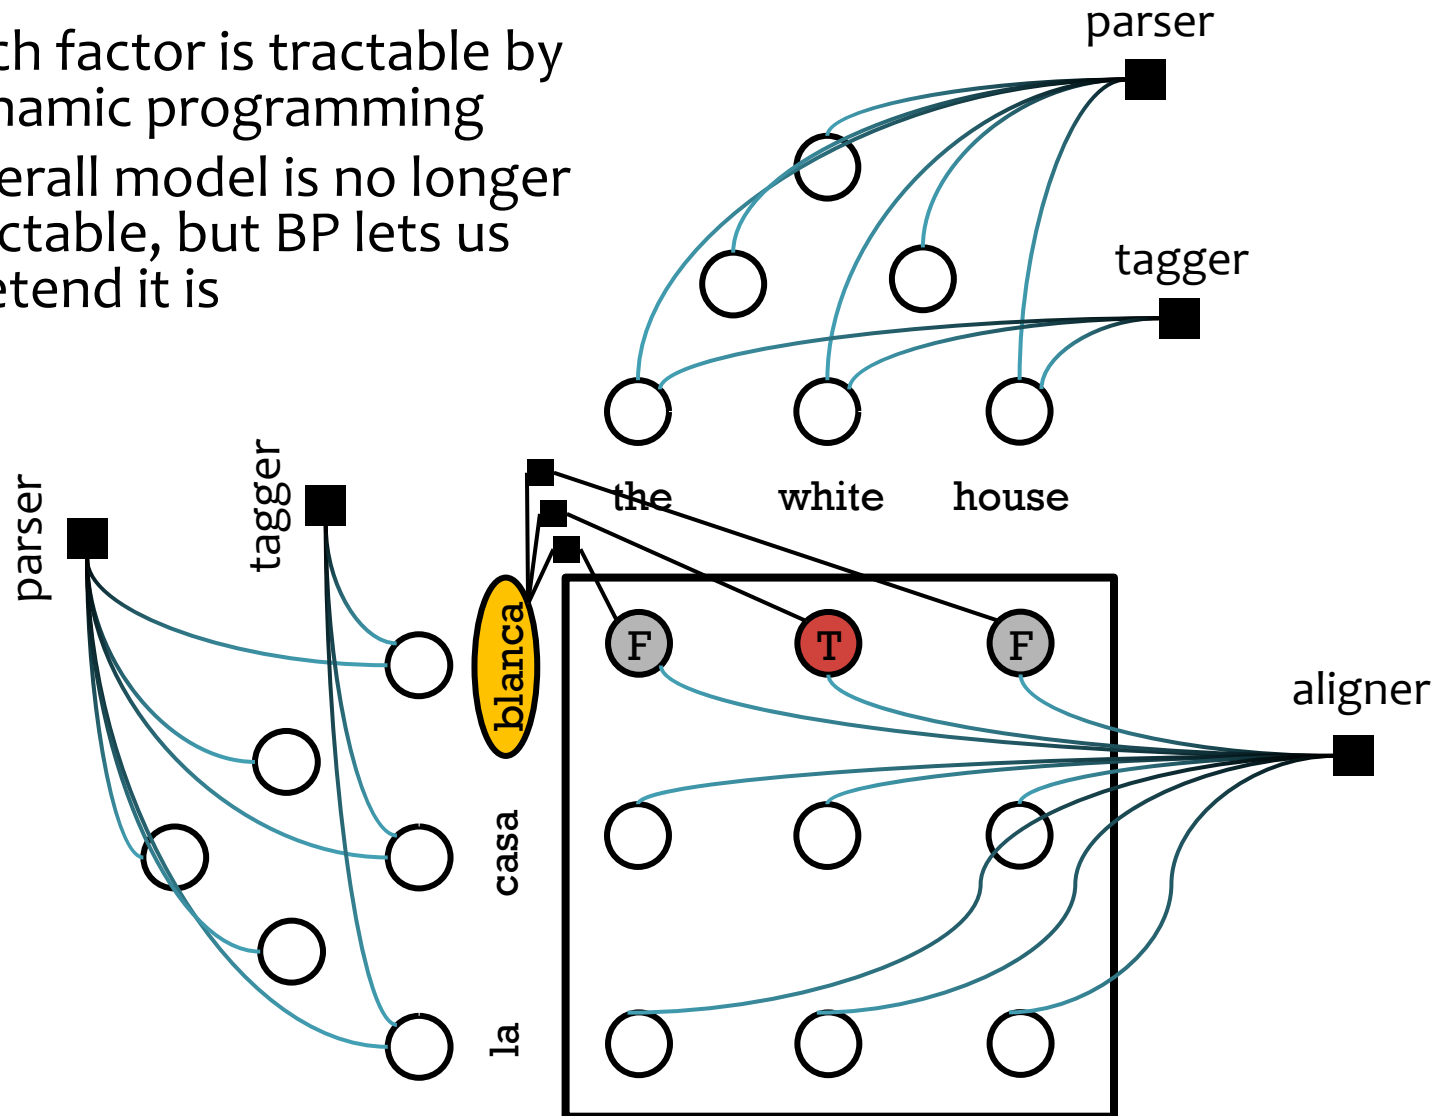 ch factor is tractable by
namic programming
erall model is no longer
ctable, but BP lets us
etend it is
parser
tagger
the white house
parser
tagger
blanca
F T F
aligner
casa
la